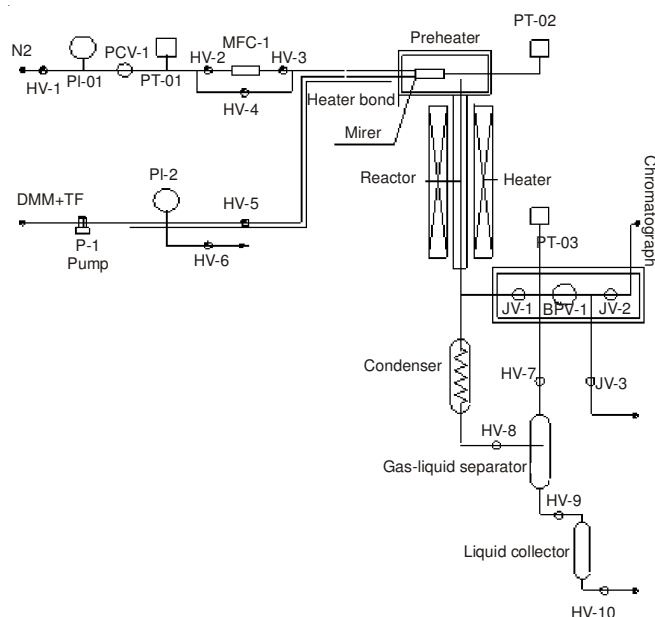 PT-02
N2
PCV-1
MFC-1
Preheater
HV-2
HV-3
HV-1
PI-01
PT-01
HV-4
Heater bond
Mirer
PI-2
Reactor
Heater
DMM+TF
HV-5
P-1
Pump
HV-6
PT-03
Chromatograph
JV-1
BPV-1
JV-2
Condenser
HV-7
JV-3
HV-8
Gas-liquid separator
HV-9
Liquid collector
HV-10